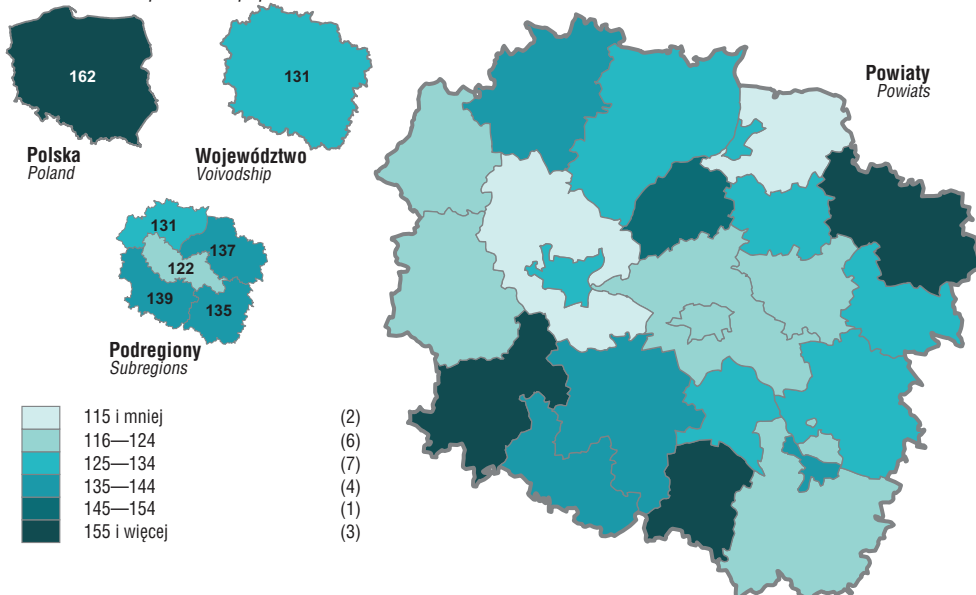 162
131
Polska
Poland
Województwo
Voivodship
Powiaty
Powiats
131
137
122
139
135
Podregiony
Subregions
115 i mniej (2)
116—124 (6)
125—134 (7)
135—144 (4)
145—154 (1)
155 i więcej (3)